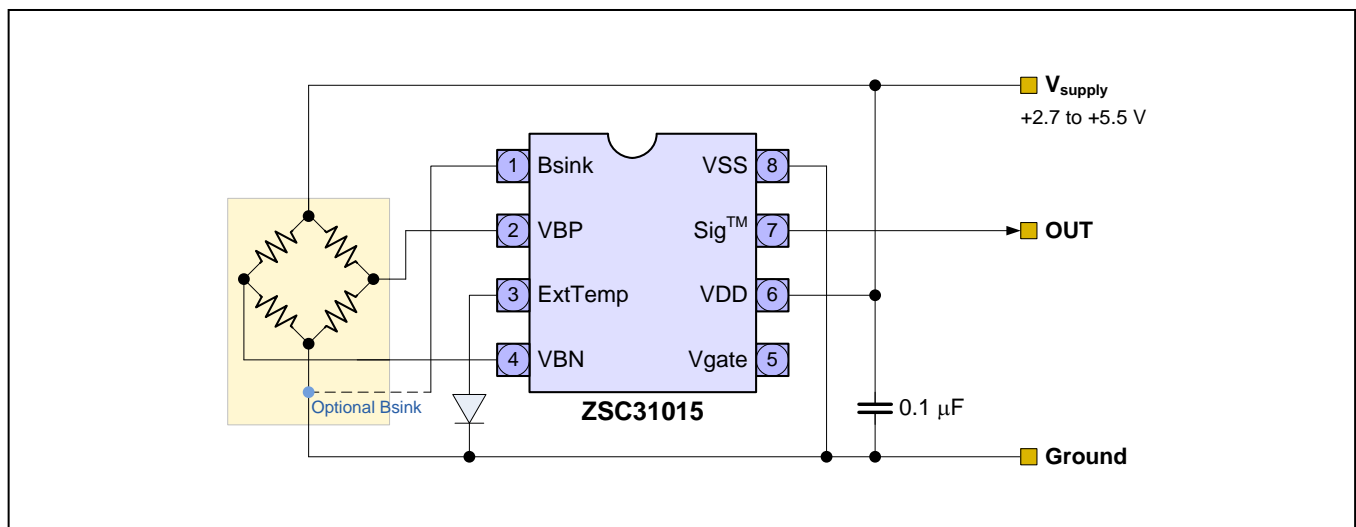 V_supply
+2.7 to +5.5 V
1 Bsink VSS 8
2 VBP Sig™ 7 OUT
3 ExtTemp VDD 6
4 VBN Vgate 5
Optional Bsink
ZSC31015
0.1 μF
Ground